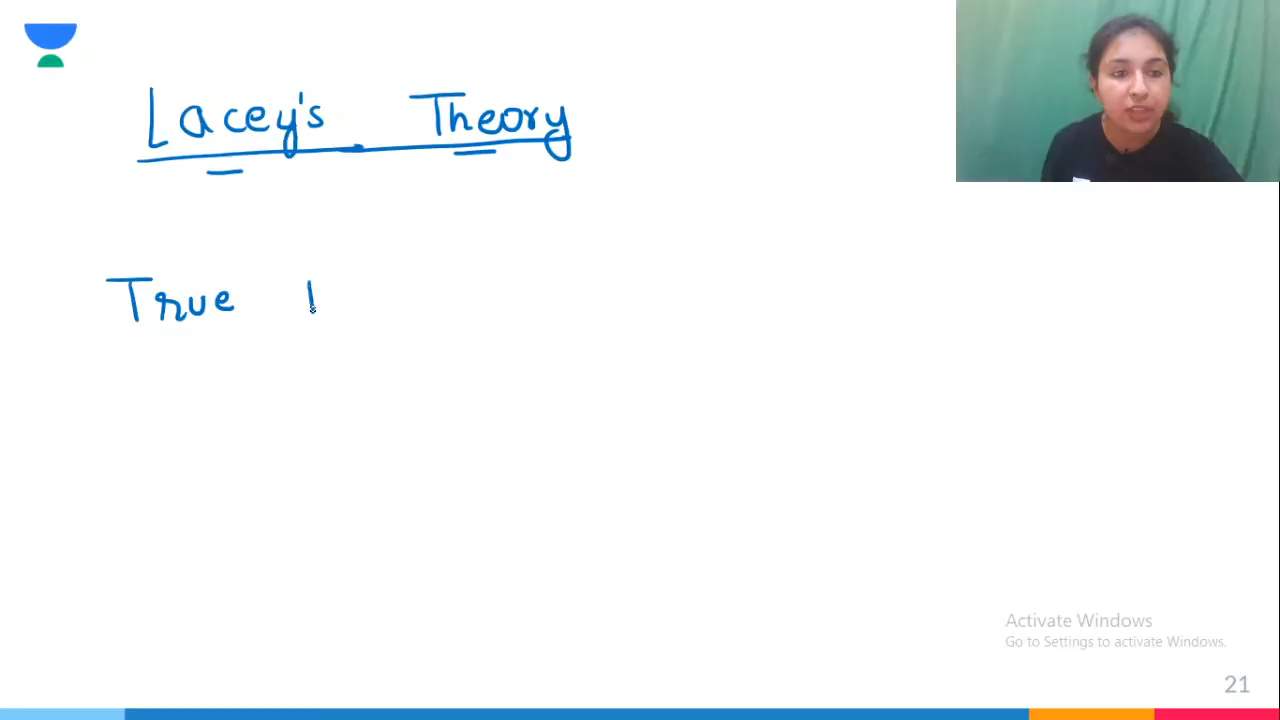 Lacey's Theory
True
Activate Windows
Go to Settings to activate Windows.
21